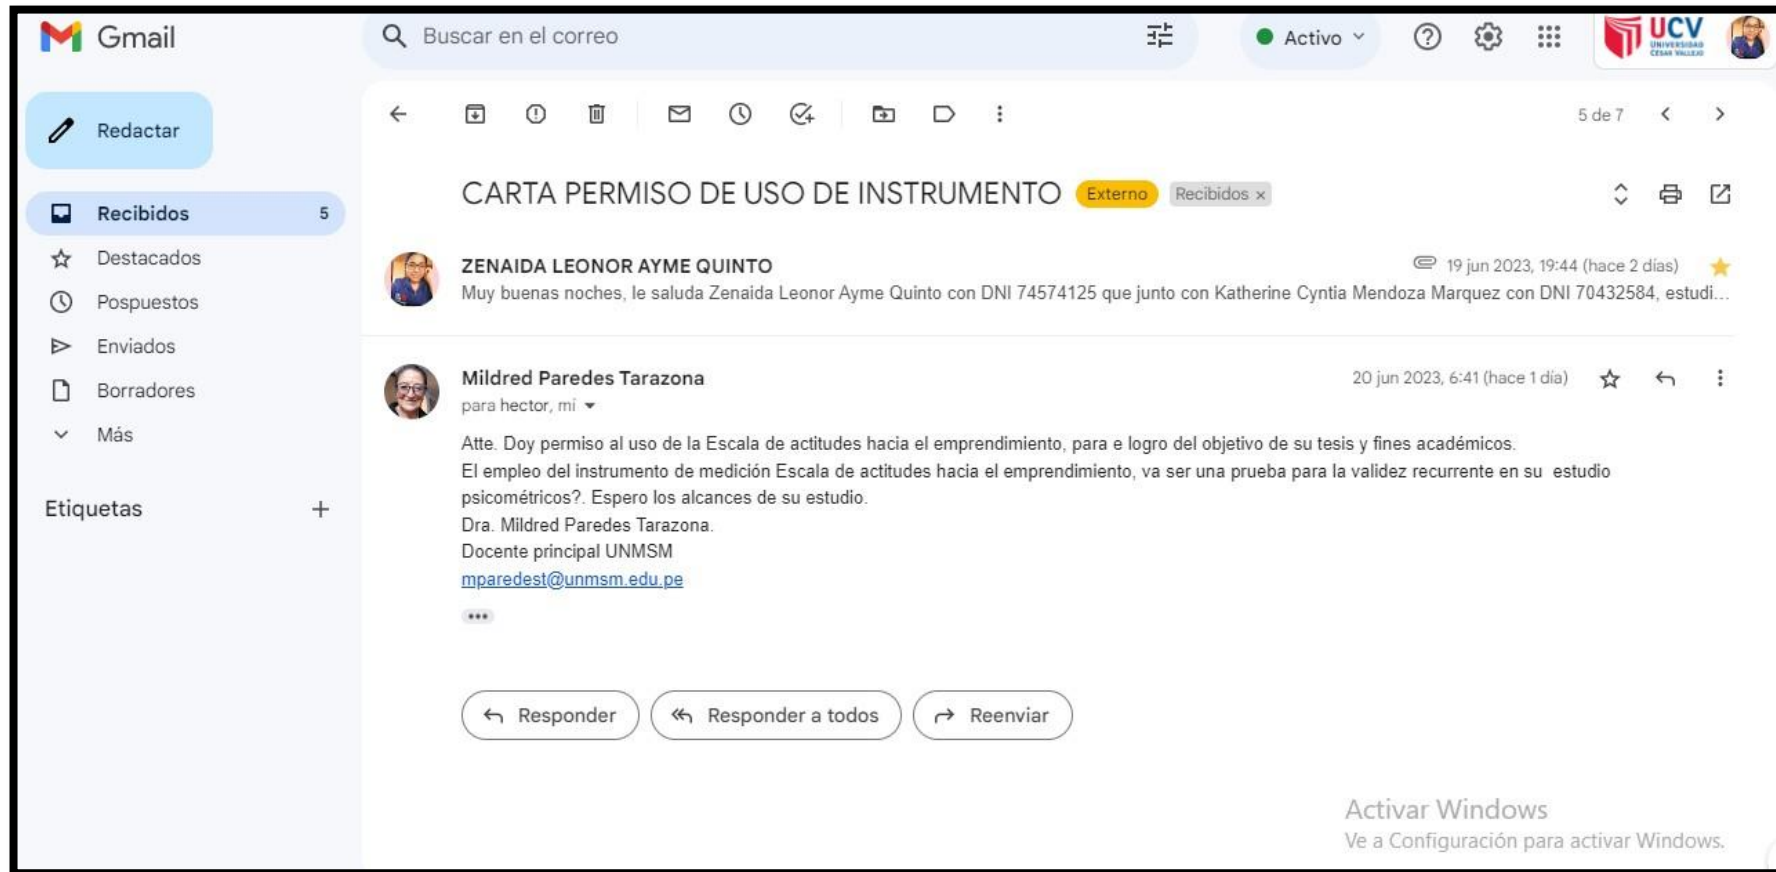 Gmail
Buscar en el correo
Activo
UCV
UNIVERSIDAD
CÉSAR VALLEJO
Redactar
5 de 7
CARTA PERMISO DE USO DE INSTRUMENTO Externo Recibidos x
Recibidos 5
Destacados
Pospuestos
Enviados
Borradores
Más
Etiquetas +
ZENAIDA LEONOR AYME QUINTO
19 jun 2023, 19:44 (hace 2 días)
Muy buenas noches, le saluda Zenaida Leonor Ayme Quinto con DNI 74574125 que junto con Katherine Cyntia Mendoza Marquez con DNI 70432584, estudi...
Mildred Paredes Tarazona
20 jun 2023, 6:41 (hace 1 día)
para hector, mí
Atte. Doy permiso al uso de la Escala de actitudes hacia el emprendimiento, para e logro del objetivo de su tesis y fines académicos.
El empleo del instrumento de medición Escala de actitudes hacia el emprendimiento, va ser una prueba para la validez recurrente en su estudio
psicométricos?. Espero los alcances de su estudio.
Dra. Mildred Paredes Tarazona.
Docente principal UNMSM
mparedest@unmsm.edu.pe
Responder
Responder a todos
Reenviar
Activar Windows
Ve a Configuración para activar Windows.